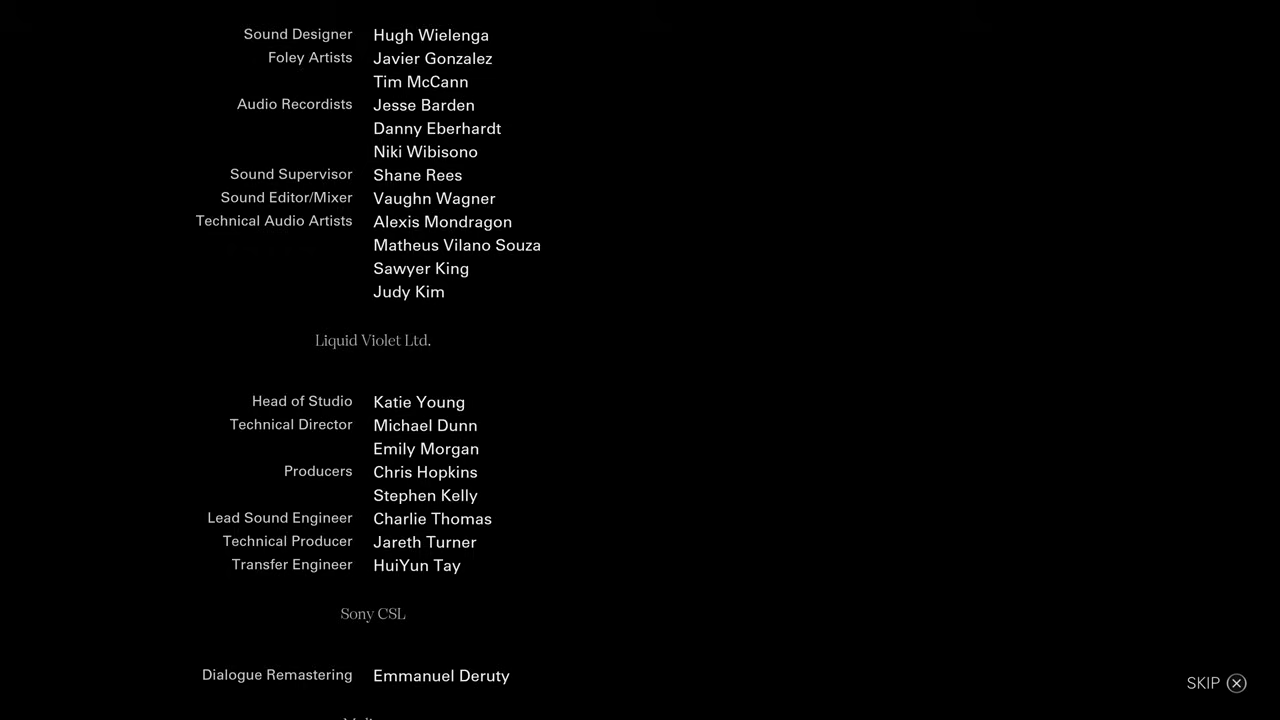 Sound Designer Hugh Wielenga
Foley Artists Javier Gonzalez
Tim McCann
Audio Recordists Jesse Barden
Danny Eberhardt
Niki Wibisono
Sound Supervisor Shane Rees
Sound Editor/Mixer Vaughn Wagner
Technical Audio Artists Alexis Mondragon
Matheus Vilano Souza
Sawyer King
Judy Kim
Liquid Violet Ltd.
Head of Studio Katie Young
Technical Director Michael Dunn
Emily Morgan
Producers Chris Hopkins
Stephen Kelly
Lead Sound Engineer Charlie Thomas
Technical Producer Jareth Turner
Transfer Engineer HuiYun Tay
Sony CSL
Dialogue Remastering Emmanuel Deruty
SKIP